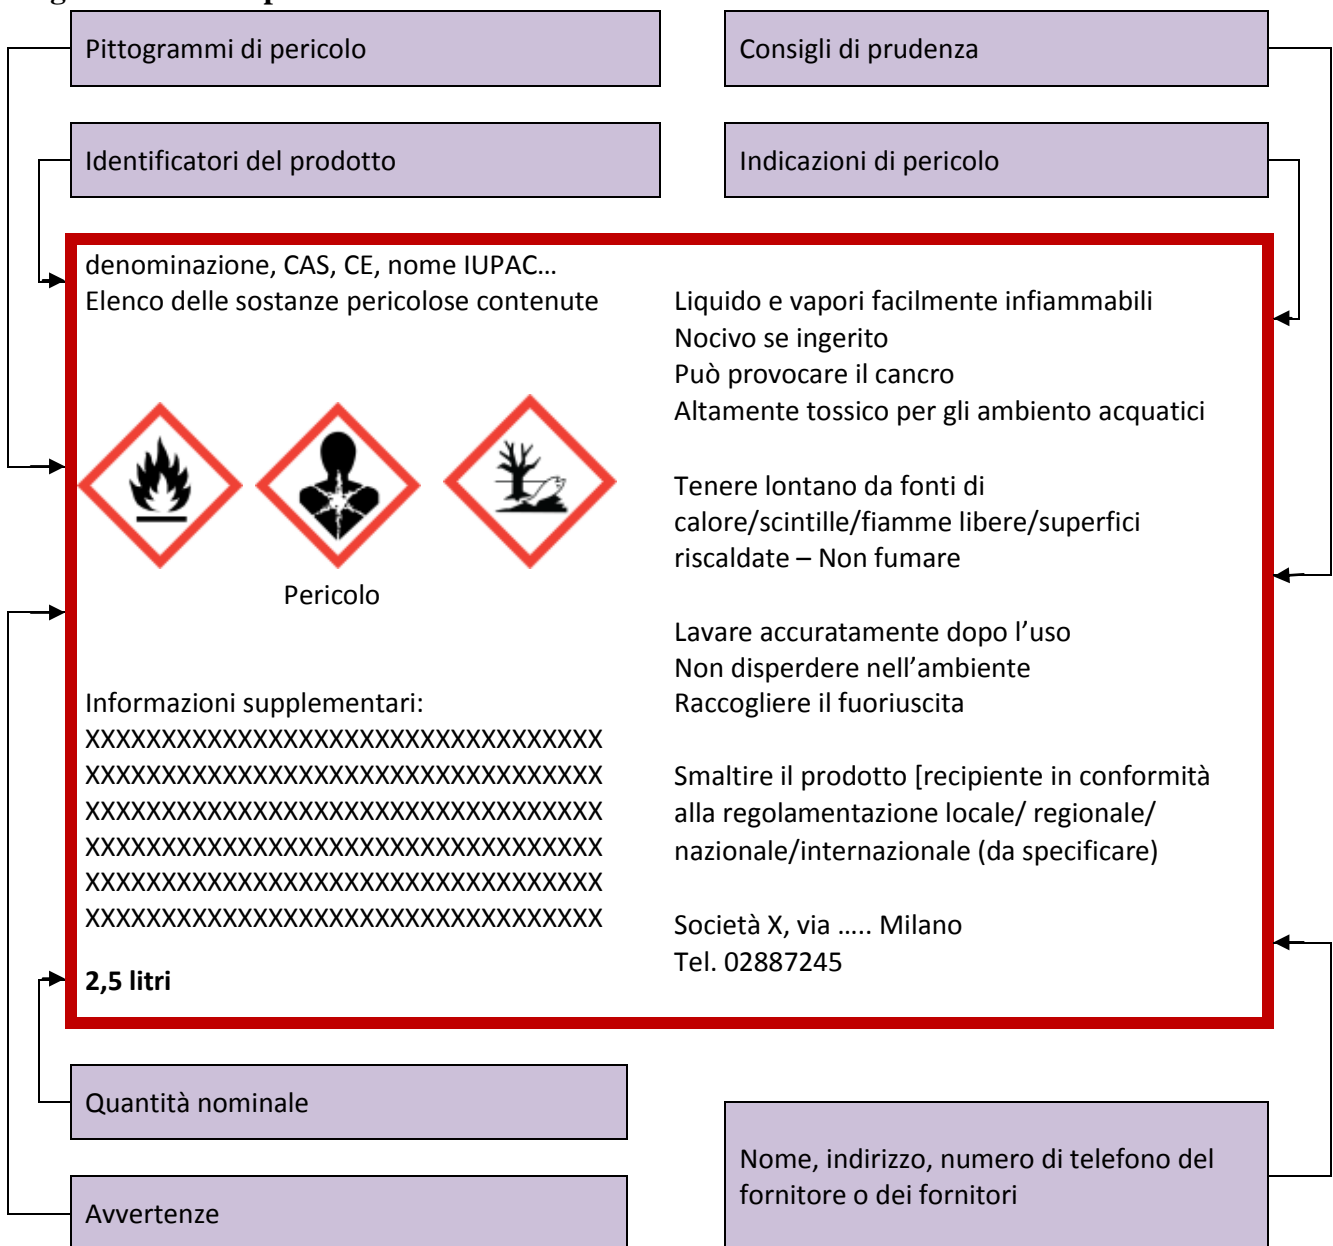 Pittogrammi di pericolo
Consigli di prudenza
Identificatori del prodotto
Indicazioni di pericolo
denominazione, CAS, CE, nome IUPAC…
Elenco delle sostanze pericolose contenute
Pericolo
Informazioni supplementari:
XXXXXXXXXXXXXXXXXXXXXXXXXXXXXXXXXX
XXXXXXXXXXXXXXXXXXXXXXXXXXXXXXXXXX
XXXXXXXXXXXXXXXXXXXXXXXXXXXXXXXXXX
XXXXXXXXXXXXXXXXXXXXXXXXXXXXXXXXXX
XXXXXXXXXXXXXXXXXXXXXXXXXXXXXXXXXX
XXXXXXXXXXXXXXXXXXXXXXXXXXXXXXXXXX
2,5 litri
Liquido e vapori facilmente infiammabili
Nocivo se ingerito
Può provocare il cancro
Altamente tossico per gli ambiento acquatici
Tenere lontano da fonti di
calore/scintille/fiamme libere/superfici
riscaldate – Non fumare
Lavare accuratamente dopo l’uso
Non disperdere nell’ambiente
Raccogliere il fuoriuscita
Smaltire il prodotto [recipiente in conformità
alla regolamentazione locale/ regionale/
nazionale/internazionale (da specificare)
Società X, via ….. Milano
Tel. 02887245
Quantità nominale
Avvertenze
Nome, indirizzo, numero di telefono del
fornitore o dei fornitori